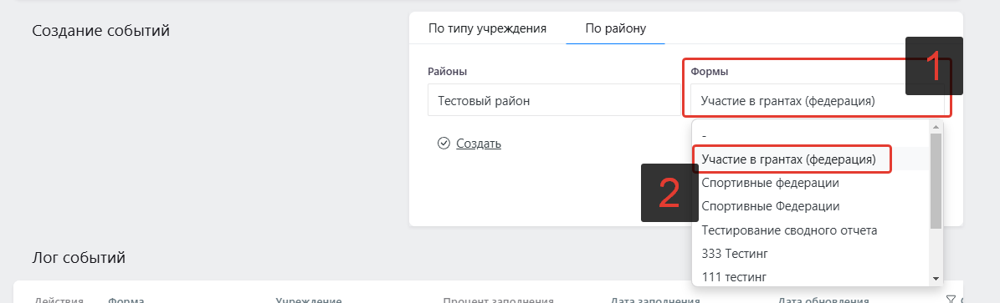 Создание событий
По типу учреждения По району
Районы Формы
1
Тестовый район Участие в грантах (федерация)
Создать
-
Участие в грантах (федерация)
2
Спортивные федерации
Спортивные Федерации
Тестирование сводного отчета
333 Тестинг
111 тестинг
Лог событий
Действия Форма Учреждение Процент заполнения Дата заполнения Дата обновления